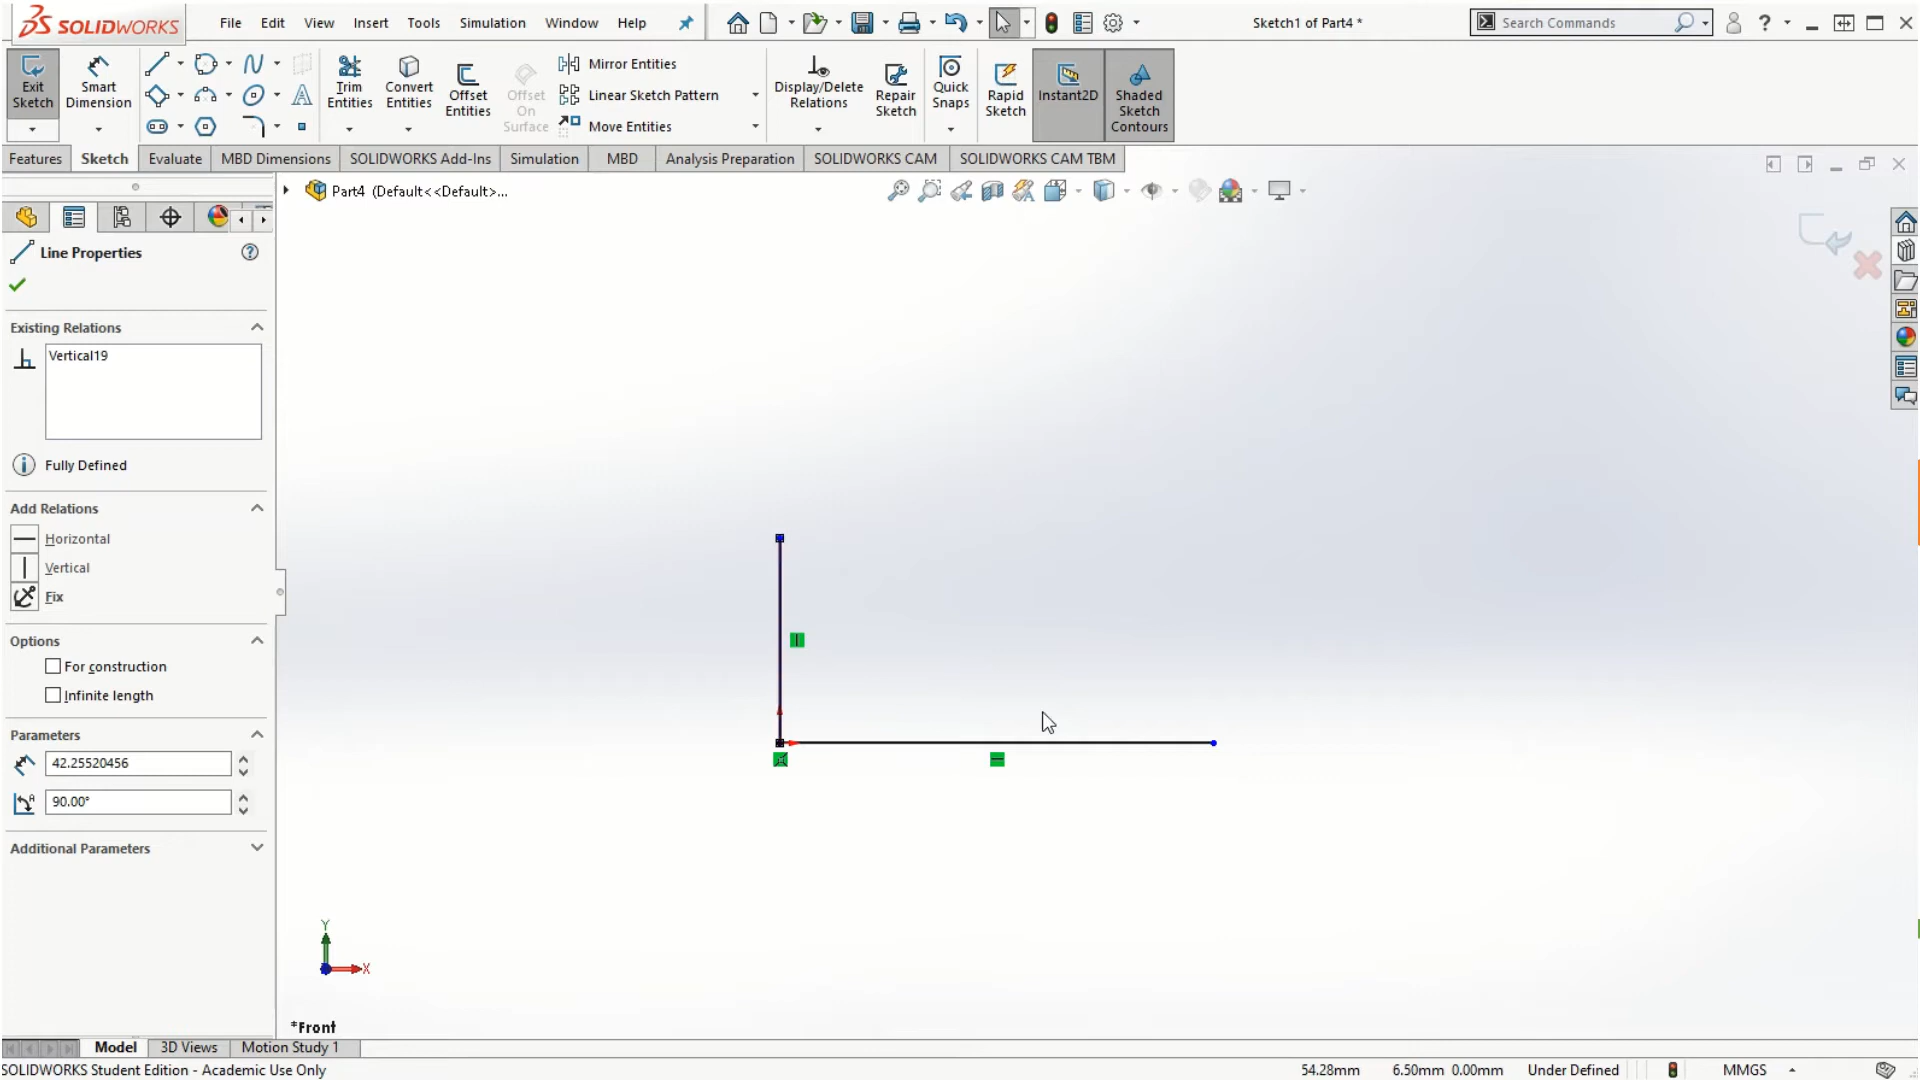 SOLIDWORKS
File Edit View Insert Tools Simulation Window Help
Sketch1 of Part4 *
Search Commands
Exit Sketch
Smart Dimension
Trim Entities
Convert Entities
Offset Entities
Offset On Surface
Mirror Entities
Linear Sketch Pattern
Move Entities
Display/Delete Relations
Repair Sketch
Quick Snaps
Rapid Sketch
Instant2D
Shaded Sketch Contours
Features Sketch Evaluate MBD Dimensions SOLIDWORKS Add-Ins Simulation MBD Analysis Preparation SOLIDWORKS CAM SOLIDWORKS CAM TBM
Part4 (Default<<Default>...
Line Properties
Existing Relations
Vertical19
Fully Defined
Add Relations
Horizontal
Vertical
Fix
Options
For construction
Infinite length
Parameters
42.25520456
90.00°
Additional Parameters
Y
X
*Front
Model 3D Views Motion Study 1
SOLIDWORKS Student Edition - Academic Use Only
54.28mm 6.50mm 0.00mm Under Defined MMGS